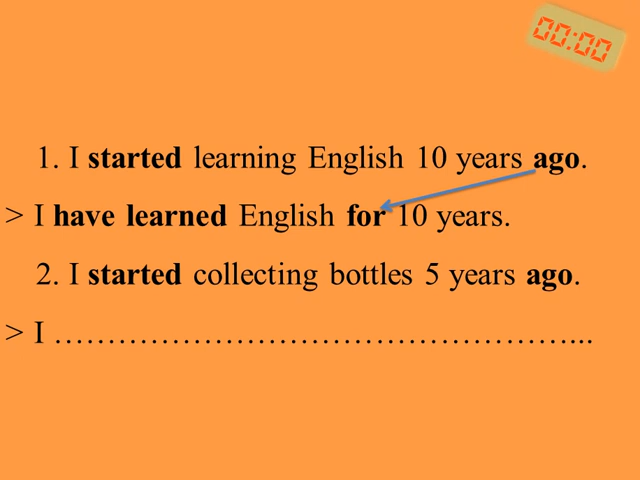 00:00
1. I started learning English 10 years ago.
> I have learned English for 10 years.
2. I started collecting bottles 5 years ago.
> I …………………………………………………...